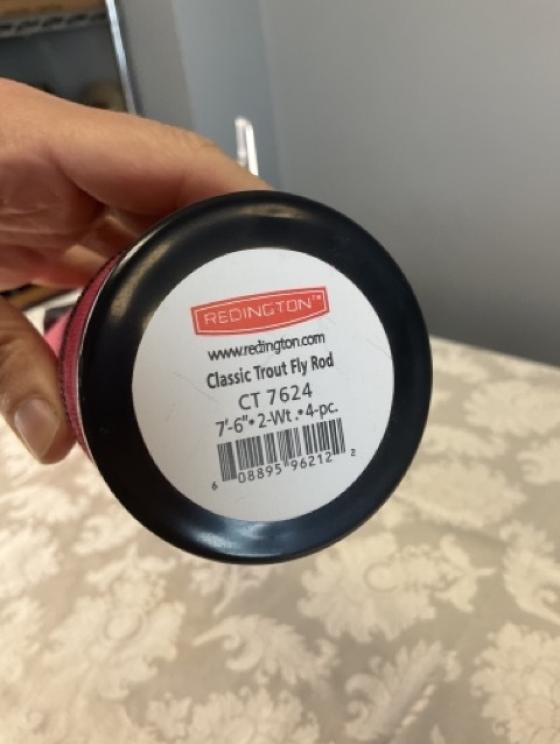 REDINGTON™
www.redington.com
Classic Trout Fly Rod
CT 7624
7'-6" • 2-Wt. • 4-pc.
6 08895 96212 2